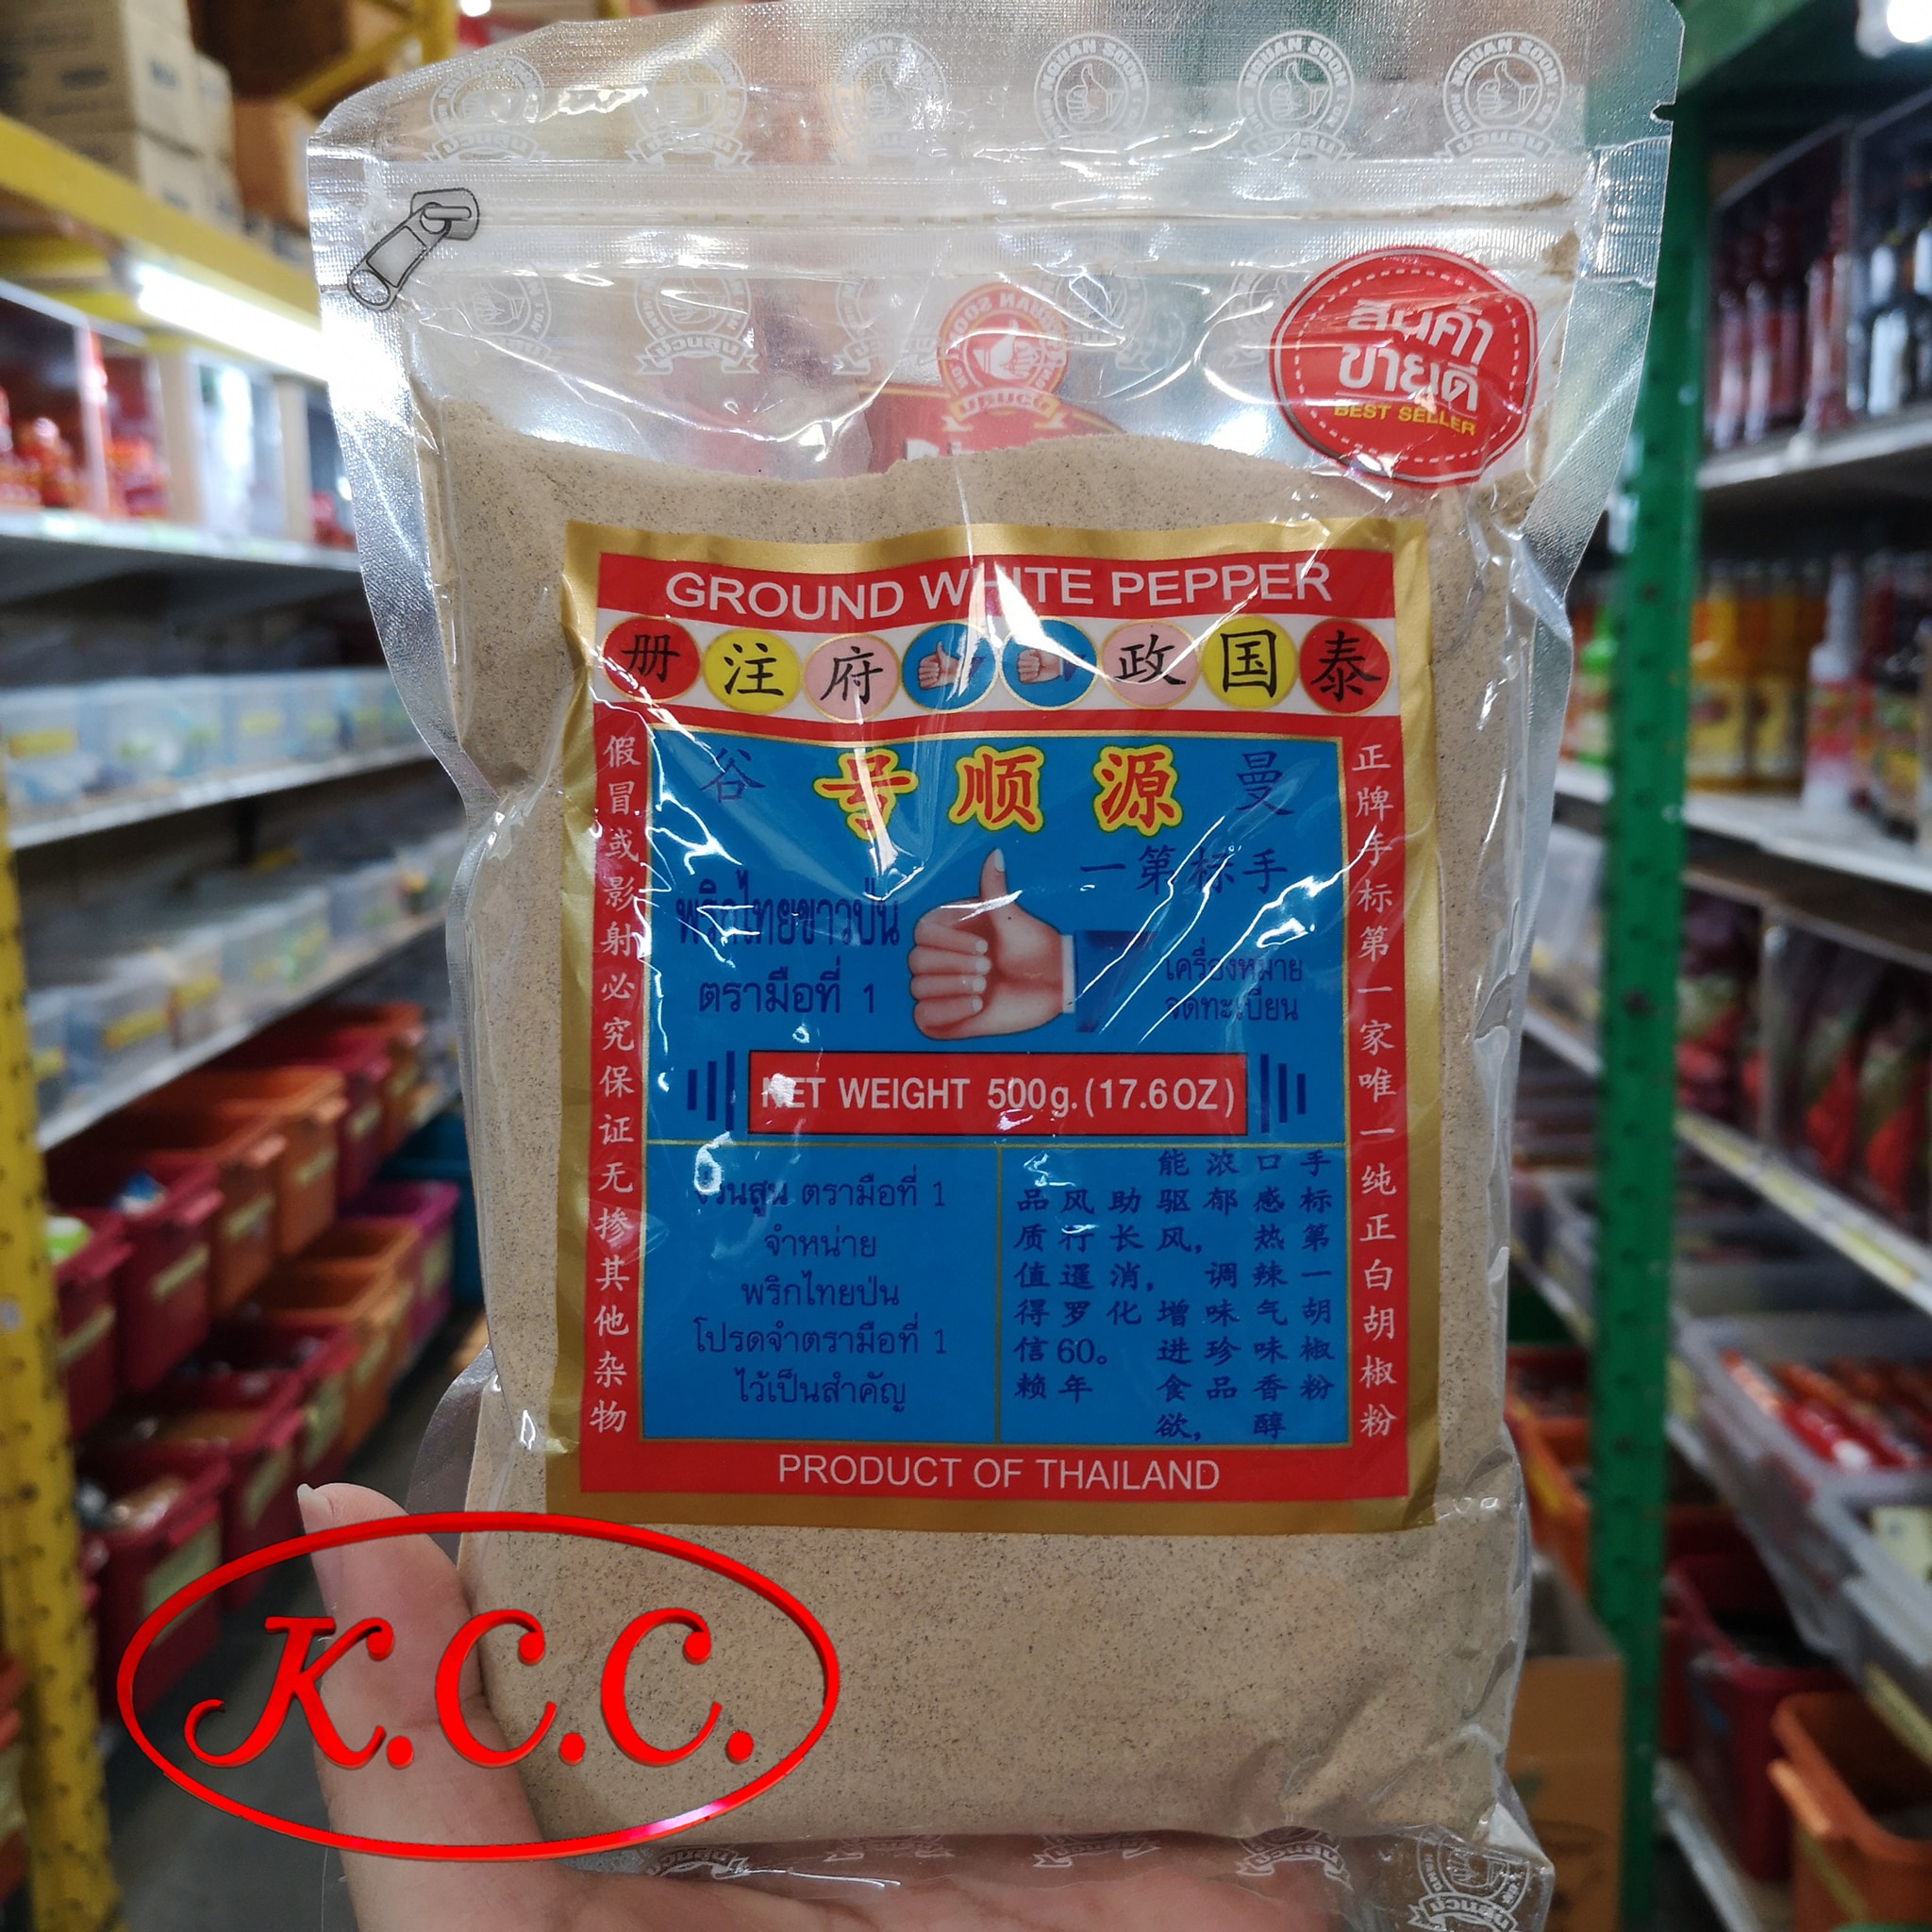 NGUAN SOON
สินค้า
ขายดี
BEST SELLER
GROUND WHITE PEPPER
泰国政府注册
曼源顺号谷
手标第一
พริกไทยขาวป่น
ตรามือที่ 1
เครื่องหมาย
จดทะเบียน
正牌手标第一家唯一纯正白胡椒粉
假冒或影射必究保证无掺其他杂物
NET WEIGHT 500g. (17.6 OZ)
ง่วนสูน ตรามือที่ 1
จำหน่าย
พริกไทยป่น
โปรดจำตรามือที่ 1
ไว้เป็นสำคัญ
手标第一胡椒粉
口感热辣气味香醇
浓郁 调味珍品
能驱风, 增进食欲,
助长消, 化
风行暹罗60。年
品质值得信赖
PRODUCT OF THAILAND
K.C.C.